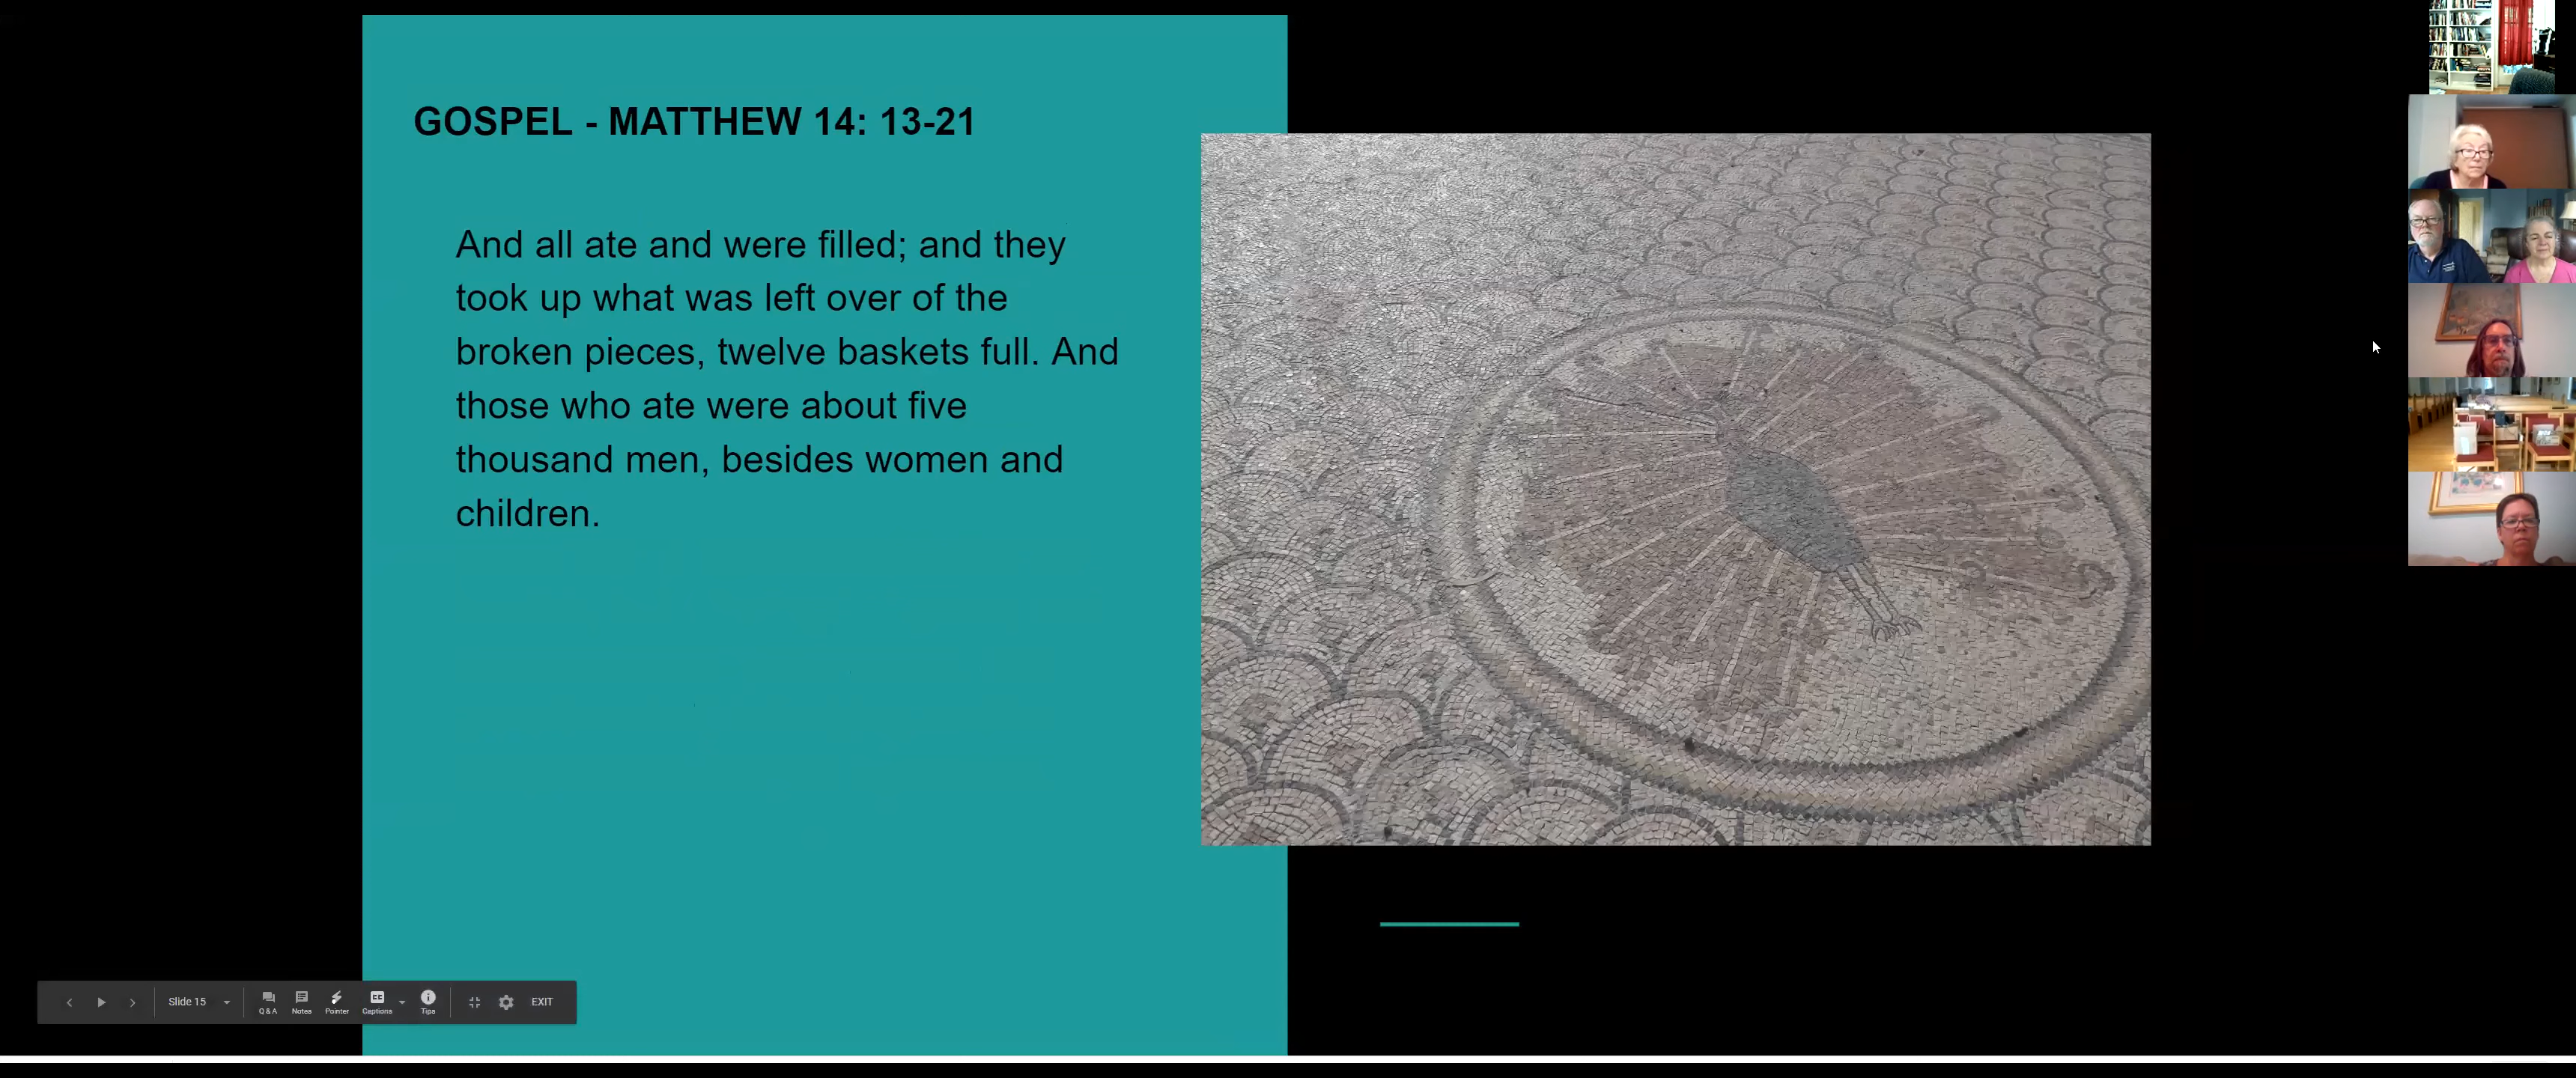 GOSPEL - MATTHEW 14: 13-21
And all ate and were filled; and they
took up what was left over of the
broken pieces, twelve baskets full. And
those who ate were about five
thousand men, besides women and
children.
Slide 15
Q & A
Notes
Pointer
CC
Captions
Tips
EXIT